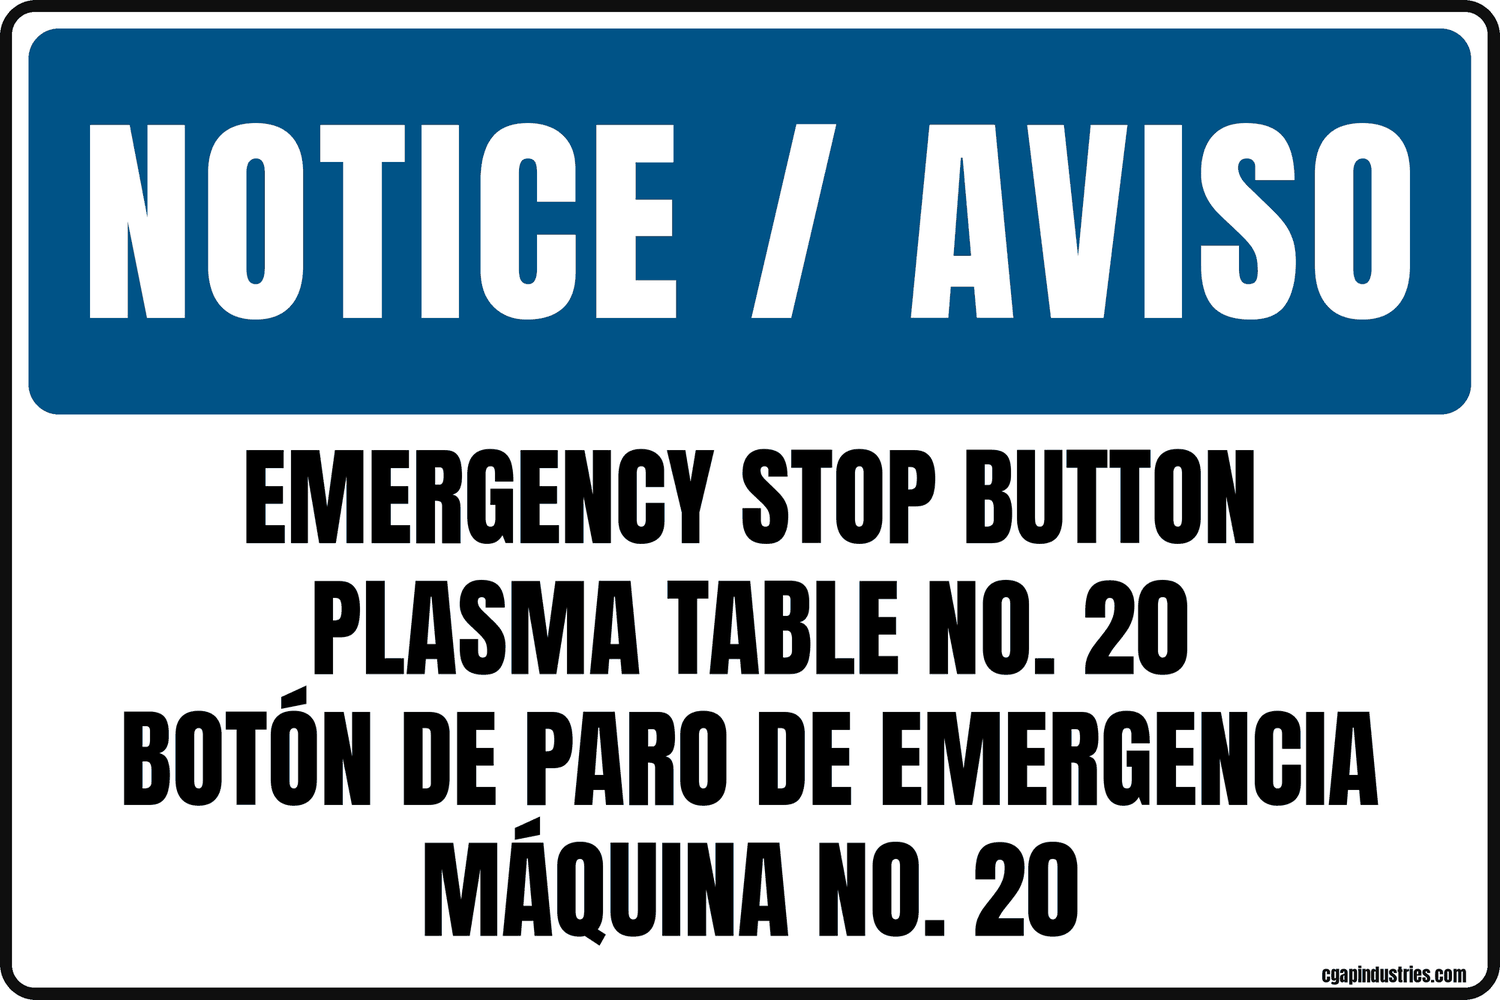 NOTICE / AVISO
EMERGENCY STOP BUTTON
PLASMA TABLE NO. 20
BOTÓN DE PARO DE EMERGENCIA
MÁQUINA NO. 20
cgapindustries.com